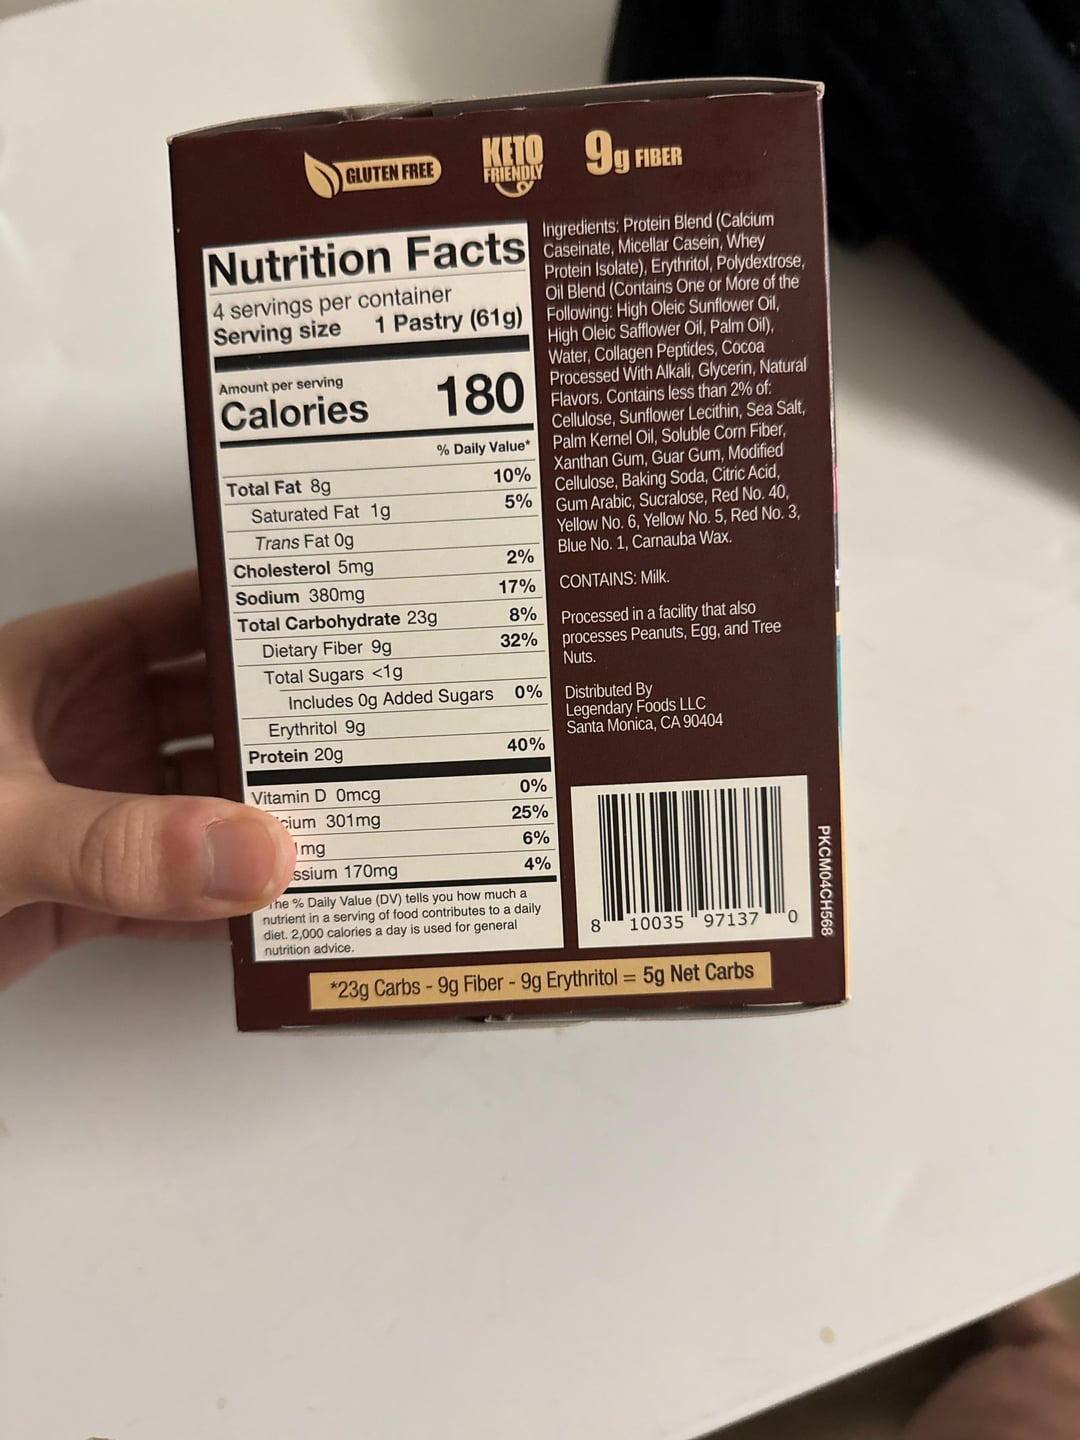 GLUTEN FREE
KETO
FRIENDLY
9g FIBER
Nutrition Facts
4 servings per container
Serving size 1 Pastry (61g)
Amount per serving
Calories 180
% Daily Value*
Total Fat 8g 10%
Saturated Fat 1g 5%
Trans Fat 0g
Cholesterol 5mg 2%
Sodium 380mg 17%
Total Carbohydrate 23g 8%
Dietary Fiber 9g 32%
Total Sugars <1g
Includes 0g Added Sugars 0%
Erythritol 9g
Protein 20g 40%
Vitamin D 0mcg 0%
cium 301mg 25%
1mg 6%
ssium 170mg 4%
The % Daily Value (DV) tells you how much a
nutrient in a serving of food contributes to a daily
diet. 2,000 calories a day is used for general
nutrition advice.
Ingredients: Protein Blend (Calcium
Caseinate, Micellar Casein, Whey
Protein Isolate), Erythritol, Polydextrose,
Oil Blend (Contains One or More of the
Following: High Oleic Sunflower Oil,
High Oleic Safflower Oil, Palm Oil),
Water, Collagen Peptides, Cocoa
Processed With Alkali, Glycerin, Natural
Flavors. Contains less than 2% of:
Cellulose, Sunflower Lecithin, Sea Salt,
Palm Kernel Oil, Soluble Corn Fiber,
Xanthan Gum, Guar Gum, Modified
Cellulose, Baking Soda, Citric Acid,
Gum Arabic, Sucralose, Red No. 40,
Yellow No. 6, Yellow No. 5, Red No. 3,
Blue No. 1, Carnauba Wax.
CONTAINS: Milk.
Processed in a facility that also
processes Peanuts, Egg, and Tree
Nuts.
Distributed By
Legendary Foods LLC
Santa Monica, CA 90404
8 10035 97137 0
PKCM04CH568
*23g Carbs - 9g Fiber - 9g Erythritol = 5g Net Carbs